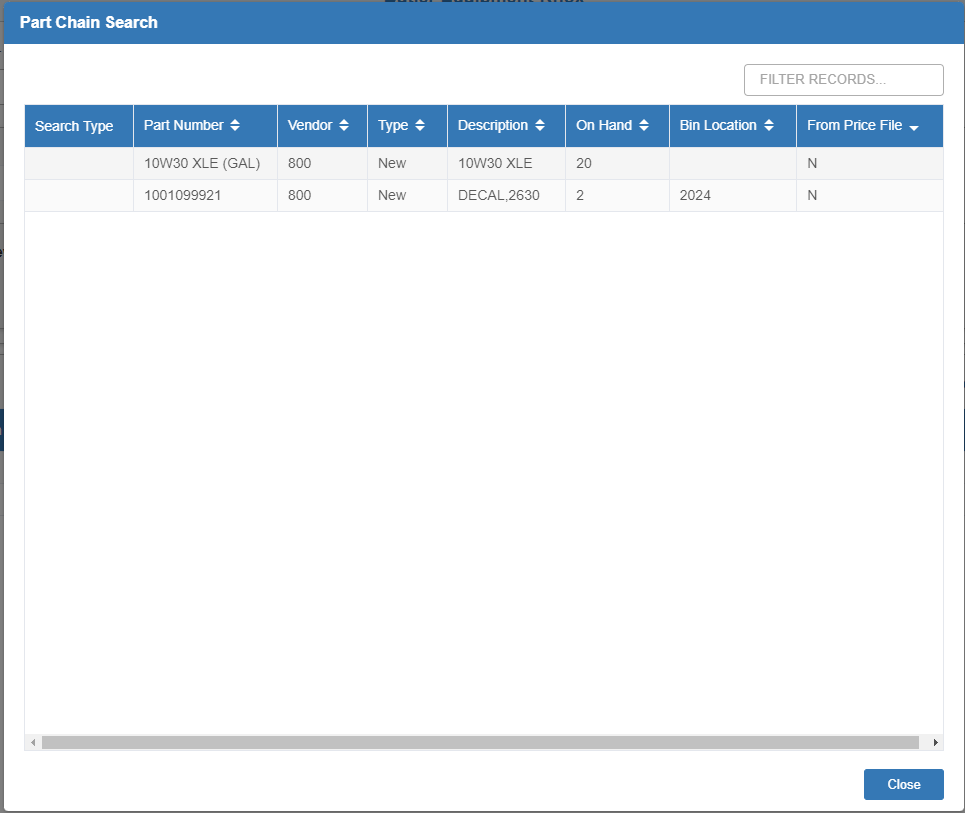 Part Chain Search
FILTER RECORDS...
Search Type Part Number Vendor Type Description On Hand Bin Location From Price File
10W30 XLE (GAL) 800 New 10W30 XLE 20 N
1001099921 800 New DECAL,2630 2 2024 N
Close